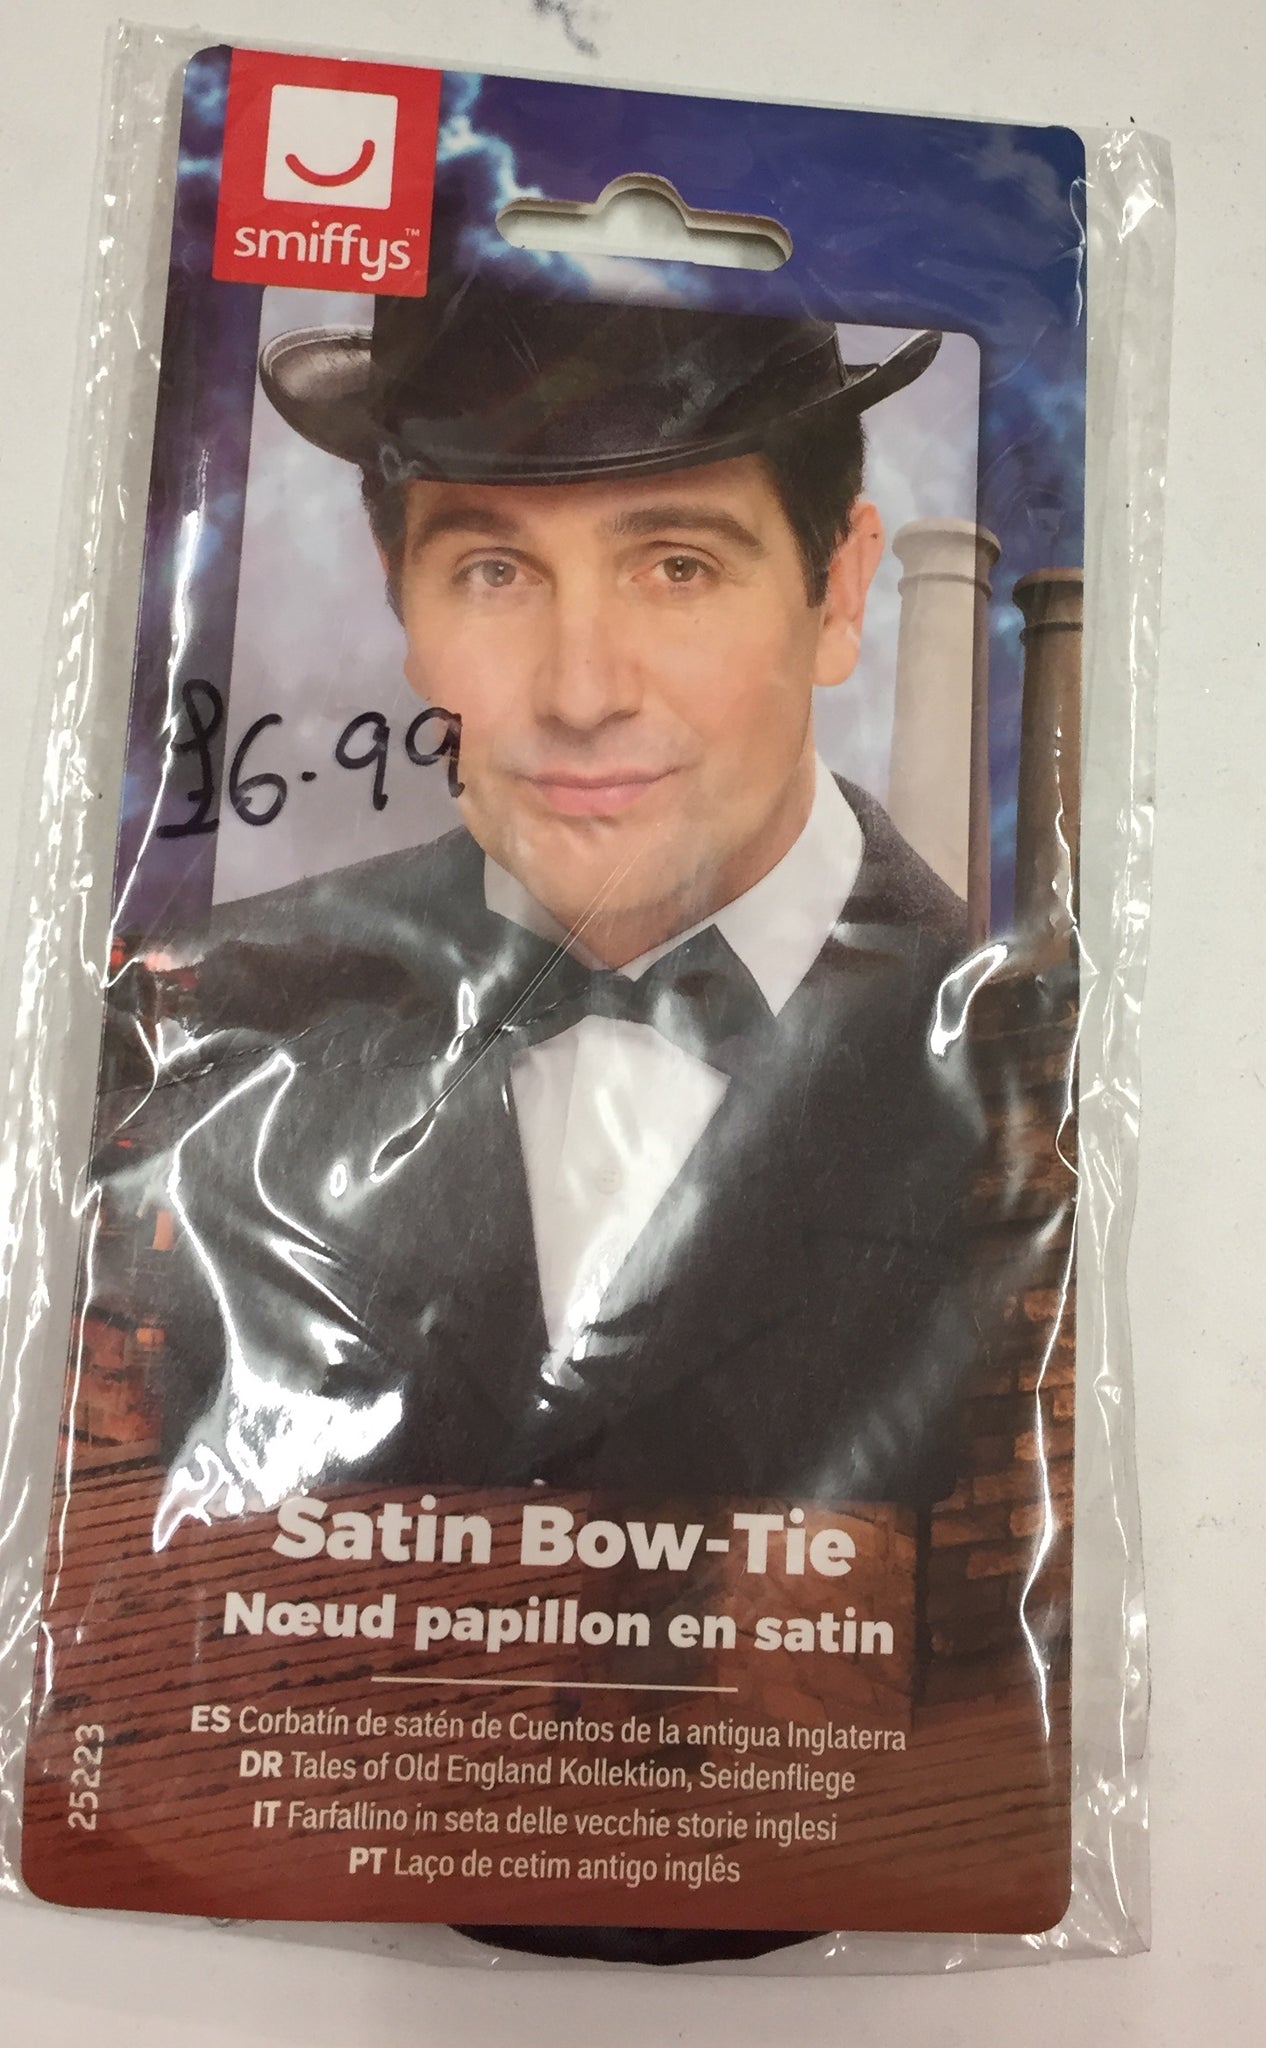 smiffys™
£6.99
Satin Bow-Tie
Nœud papillon en satin
ES Corbatín de satén de Cuentos de la antigua Inglaterra
DR Tales of Old England Kollektion, Seidenfliege
IT Farfallino in seta delle vecchie storie inglesi
PT Laço de cetim antigo inglês
25223